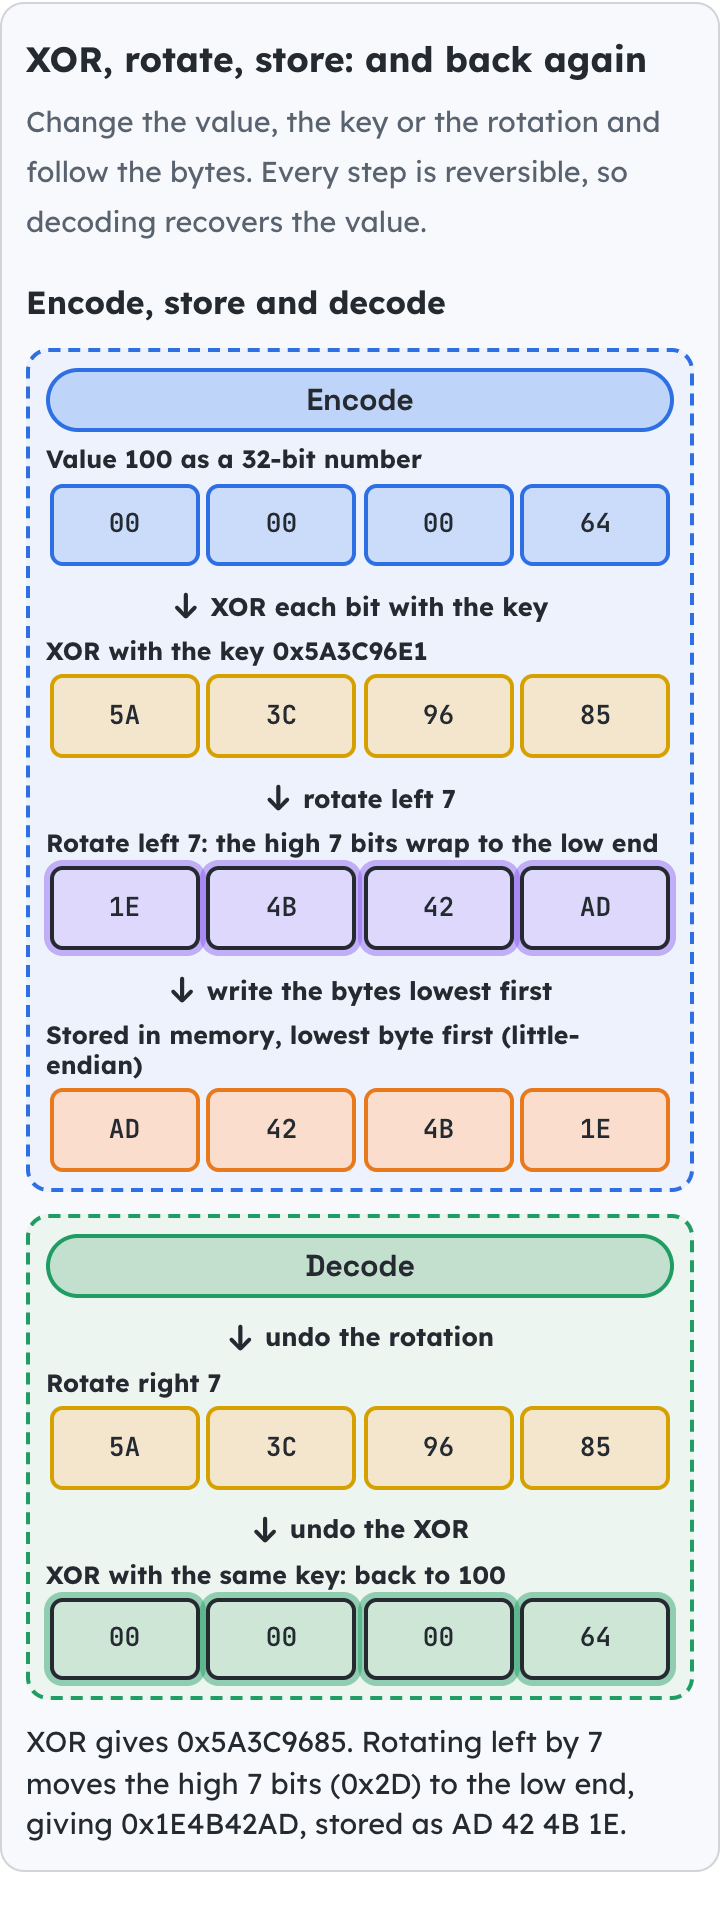 XOR, rotate, store: and back again
Change the value, the key or the rotation and
follow the bytes. Every step is reversible, so
decoding recovers the value.
Encode, store and decode
Encode
Value 100 as a 32-bit number
00 00 00 64
↓ XOR each bit with the key
XOR with the key 0x5A3C96E1
5A 3C 96 85
↓ rotate left 7
Rotate left 7: the high 7 bits wrap to the low end
1E 4B 42 AD
↓ write the bytes lowest first
Stored in memory, lowest byte first (little-
endian)
AD 42 4B 1E
Decode
↓ undo the rotation
Rotate right 7
5A 3C 96 85
↓ undo the XOR
XOR with the same key: back to 100
00 00 00 64
XOR gives 0x5A3C9685. Rotating left by 7
moves the high 7 bits (0x2D) to the low end,
giving 0x1E4B42AD, stored as AD 42 4B 1E.